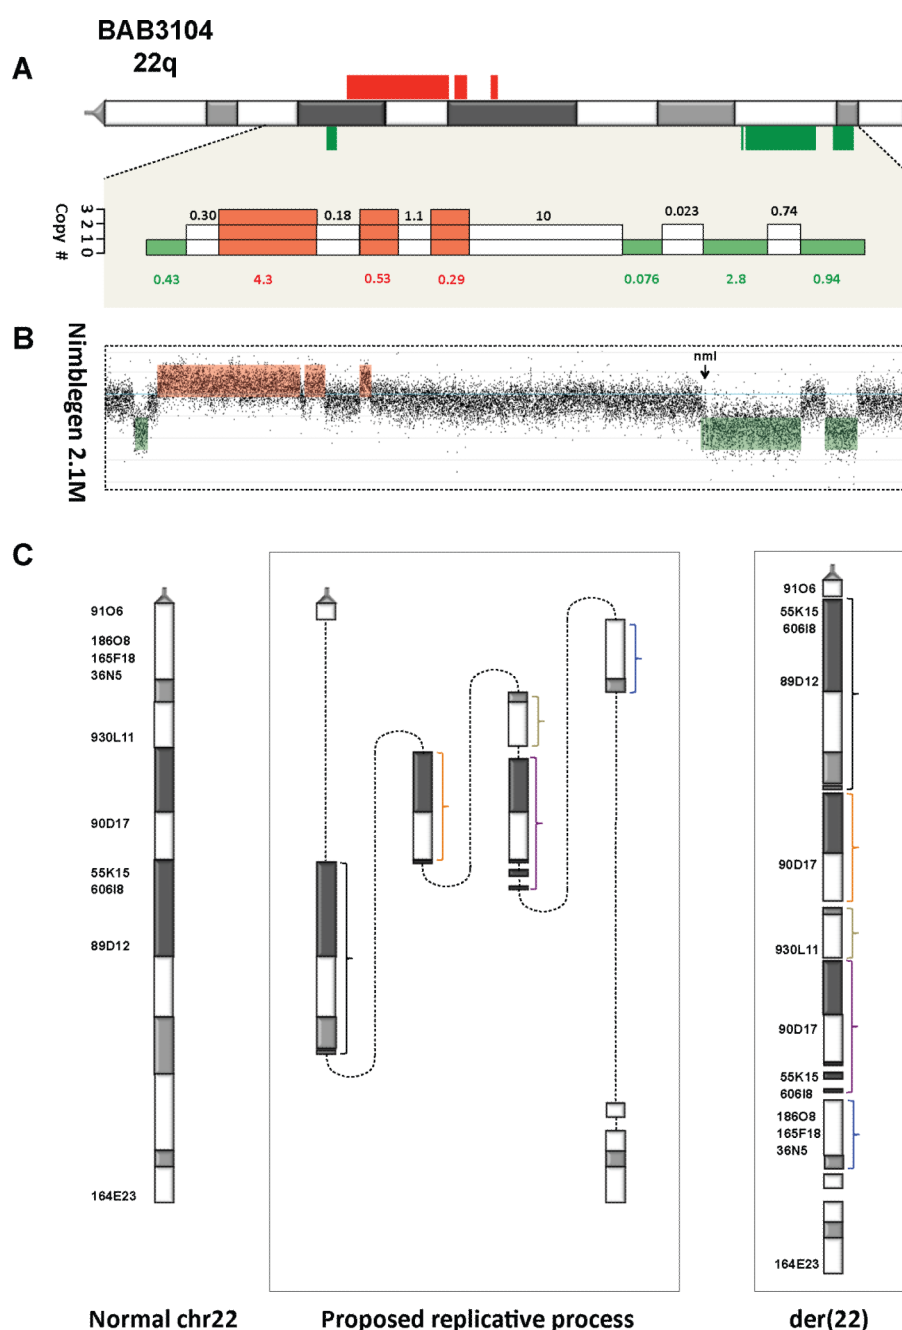 BAB3104
22q
A
Copy #
3 2 1 0
0.30
0.18
1.1
10
0.023
0.74
0.43
4.3
0.53
0.29
0.076
2.8
0.94
B
Nimblegen 2.1M
nml
C
91O6
186O8
165F18
36N5
930L11
90D17
55K15
606I8
89D12
164E23
91O6
55K15
606I8
89D12
90D17
930L11
90D17
55K15
606I8
186O8
165F18
36N5
164E23
Normal chr22
Proposed replicative process
der(22)